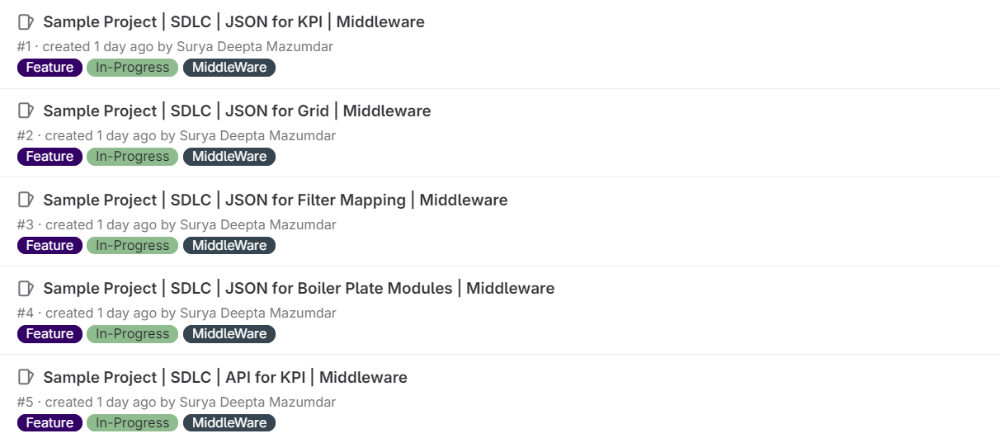 Sample Project | SDLC | JSON for KPI | Middleware
#1 · created 1 day ago by Surya Deepta Mazumdar
Feature In-Progress MiddleWare
Sample Project | SDLC | JSON for Grid | Middleware
#2 · created 1 day ago by Surya Deepta Mazumdar
Feature In-Progress MiddleWare
Sample Project | SDLC | JSON for Filter Mapping | Middleware
#3 · created 1 day ago by Surya Deepta Mazumdar
Feature In-Progress MiddleWare
Sample Project | SDLC | JSON for Boiler Plate Modules | Middleware
#4 · created 1 day ago by Surya Deepta Mazumdar
Feature In-Progress MiddleWare
Sample Project | SDLC | API for KPI | Middleware
#5 · created 1 day ago by Surya Deepta Mazumdar
Feature In-Progress MiddleWare